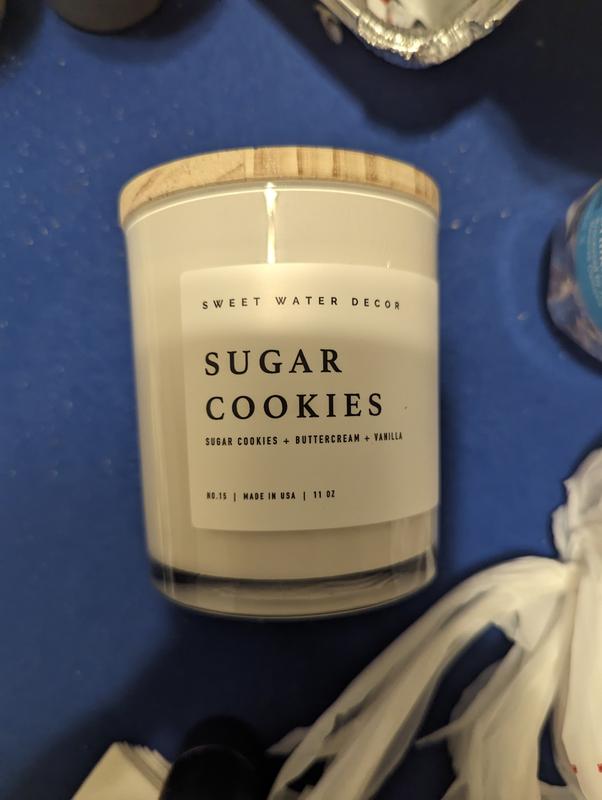 SWEET WATER DECOR
SUGAR
COOKIES
SUGAR COOKIES + BUTTERCREAM + VANILLA
NO.15 | MADE IN USA | 11 OZ